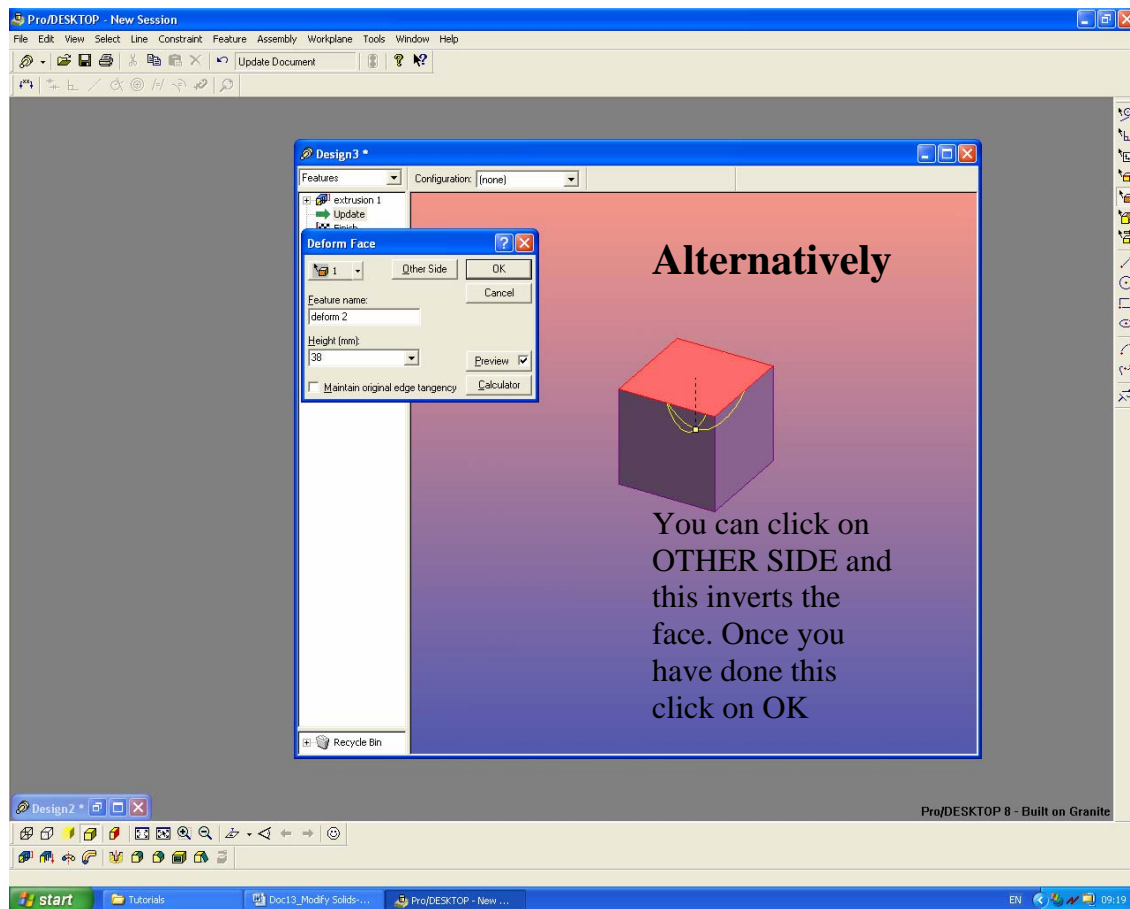 Pro/DESKTOP - New Session
File Edit View Select Line Constraint Feature Assembly Workplane Tools Window Help
Update Document
Design3 *
Features
Configuration: (none)
extrusion 1
Update
Finish
Deform Face
1
Other Side
OK
Cancel
Feature name:
deform 2
Height (mm):
38
Preview
Maintain original edge tangency
Calculator
Alternatively
You can click on
OTHER SIDE and
this inverts the
face. Once you
have done this
click on OK
Recycle Bin
Design2 *
Pro/DESKTOP 8 - Built on Granite
start
Tutorials
Doc13_Modify Solids-...
Pro/DESKTOP - New ...
EN
09:19